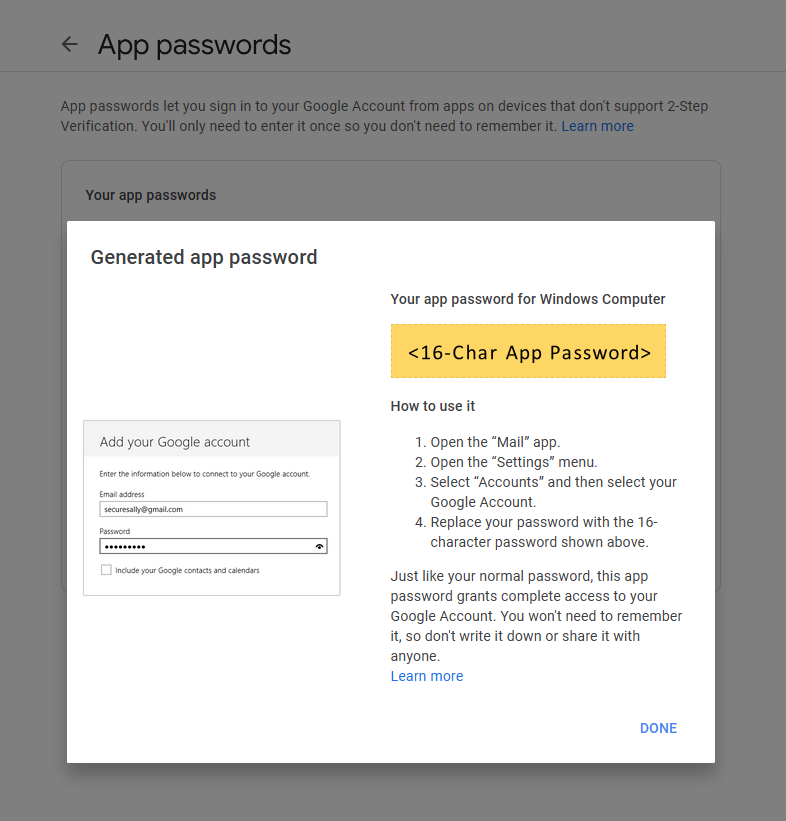 App passwords
App passwords let you sign in to your Google Account from apps on devices that don't support 2-Step
Verification. You'll only need to enter it once so you don't need to remember it. Learn more
Your app passwords
Generated app password
Your app password for Windows Computer
<16-Char App Password>
How to use it
1. Open the “Mail” app.
2. Open the “Settings” menu.
3. Select “Accounts” and then select your
Google Account.
4. Replace your password with the 16-
character password shown above.
Just like your normal password, this app
password grants complete access to your
Google Account. You won't need to remember
it, so don't write it down or share it with
anyone.
Learn more
Add your Google account
Enter the information below to connect to your Google account.
Email address
securesally@gmail.com
Password
•••••••••
Include your Google contacts and calendars
DONE